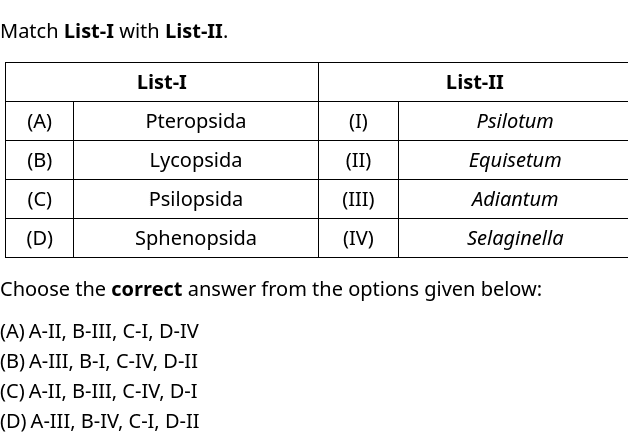 Match List-I with List-II.
List-I List-II
(A) Pteropsida (I) Psilotum
(B) Lycopsida (II) Equisetum
(C) Psilopsida (III) Adiantum
(D) Sphenopsida (IV) Selaginella
Choose the correct answer from the options given below:
(A) A-II, B-III, C-I, D-IV
(B) A-III, B-I, C-IV, D-II
(C) A-II, B-III, C-IV, D-I
(D) A-III, B-IV, C-I, D-II